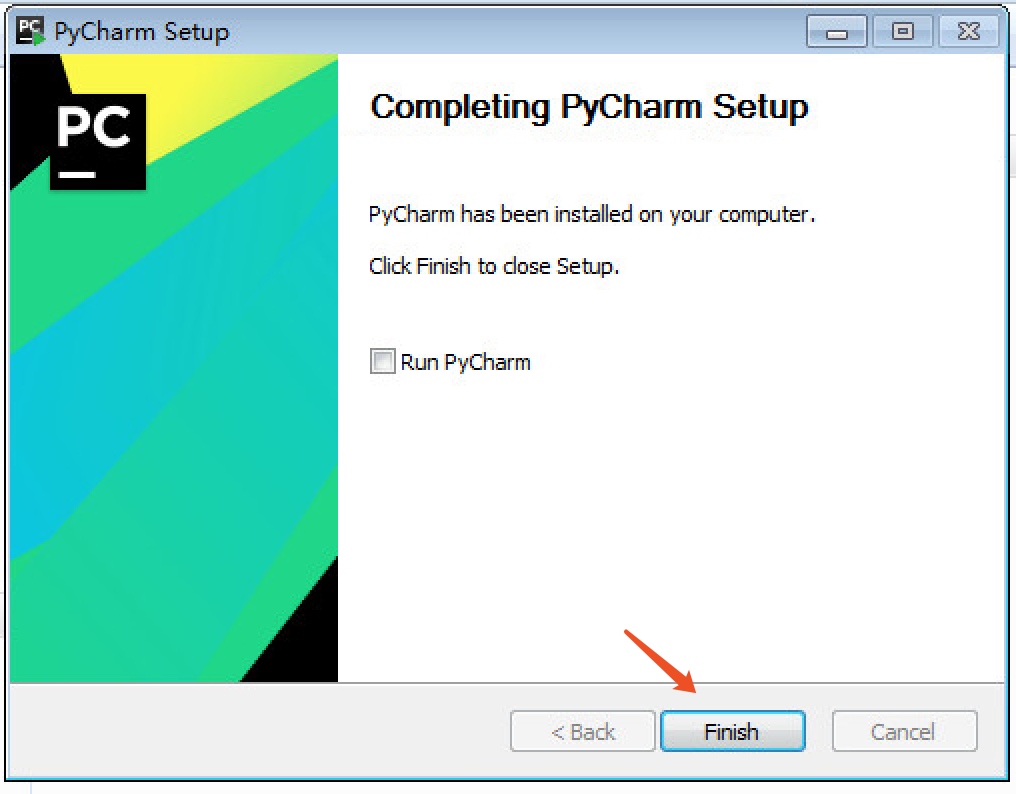 PC PyCharm Setup
PC
Completing PyCharm Setup
PyCharm has been installed on your computer.
Click Finish to close Setup.
Run PyCharm
< Back Finish Cancel